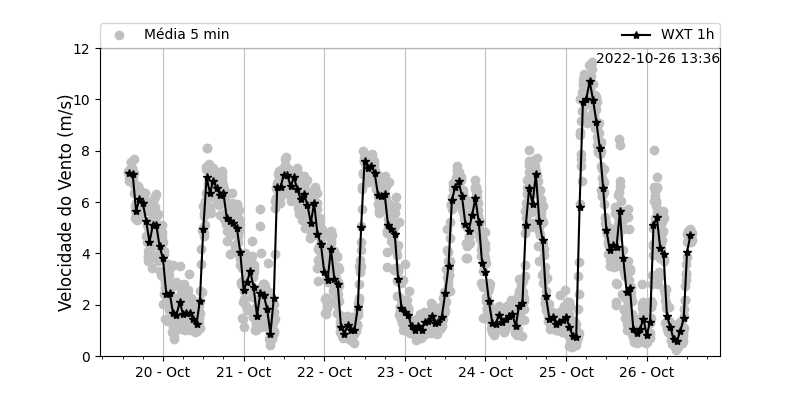 Média 5 min
WXT 1h
2022-10-26 13:36
Velocidade do Vento (m/s)
12
10
8
6
4
2
0
20 - Oct
21 - Oct
22 - Oct
23 - Oct
24 - Oct
25 - Oct
26 - Oct